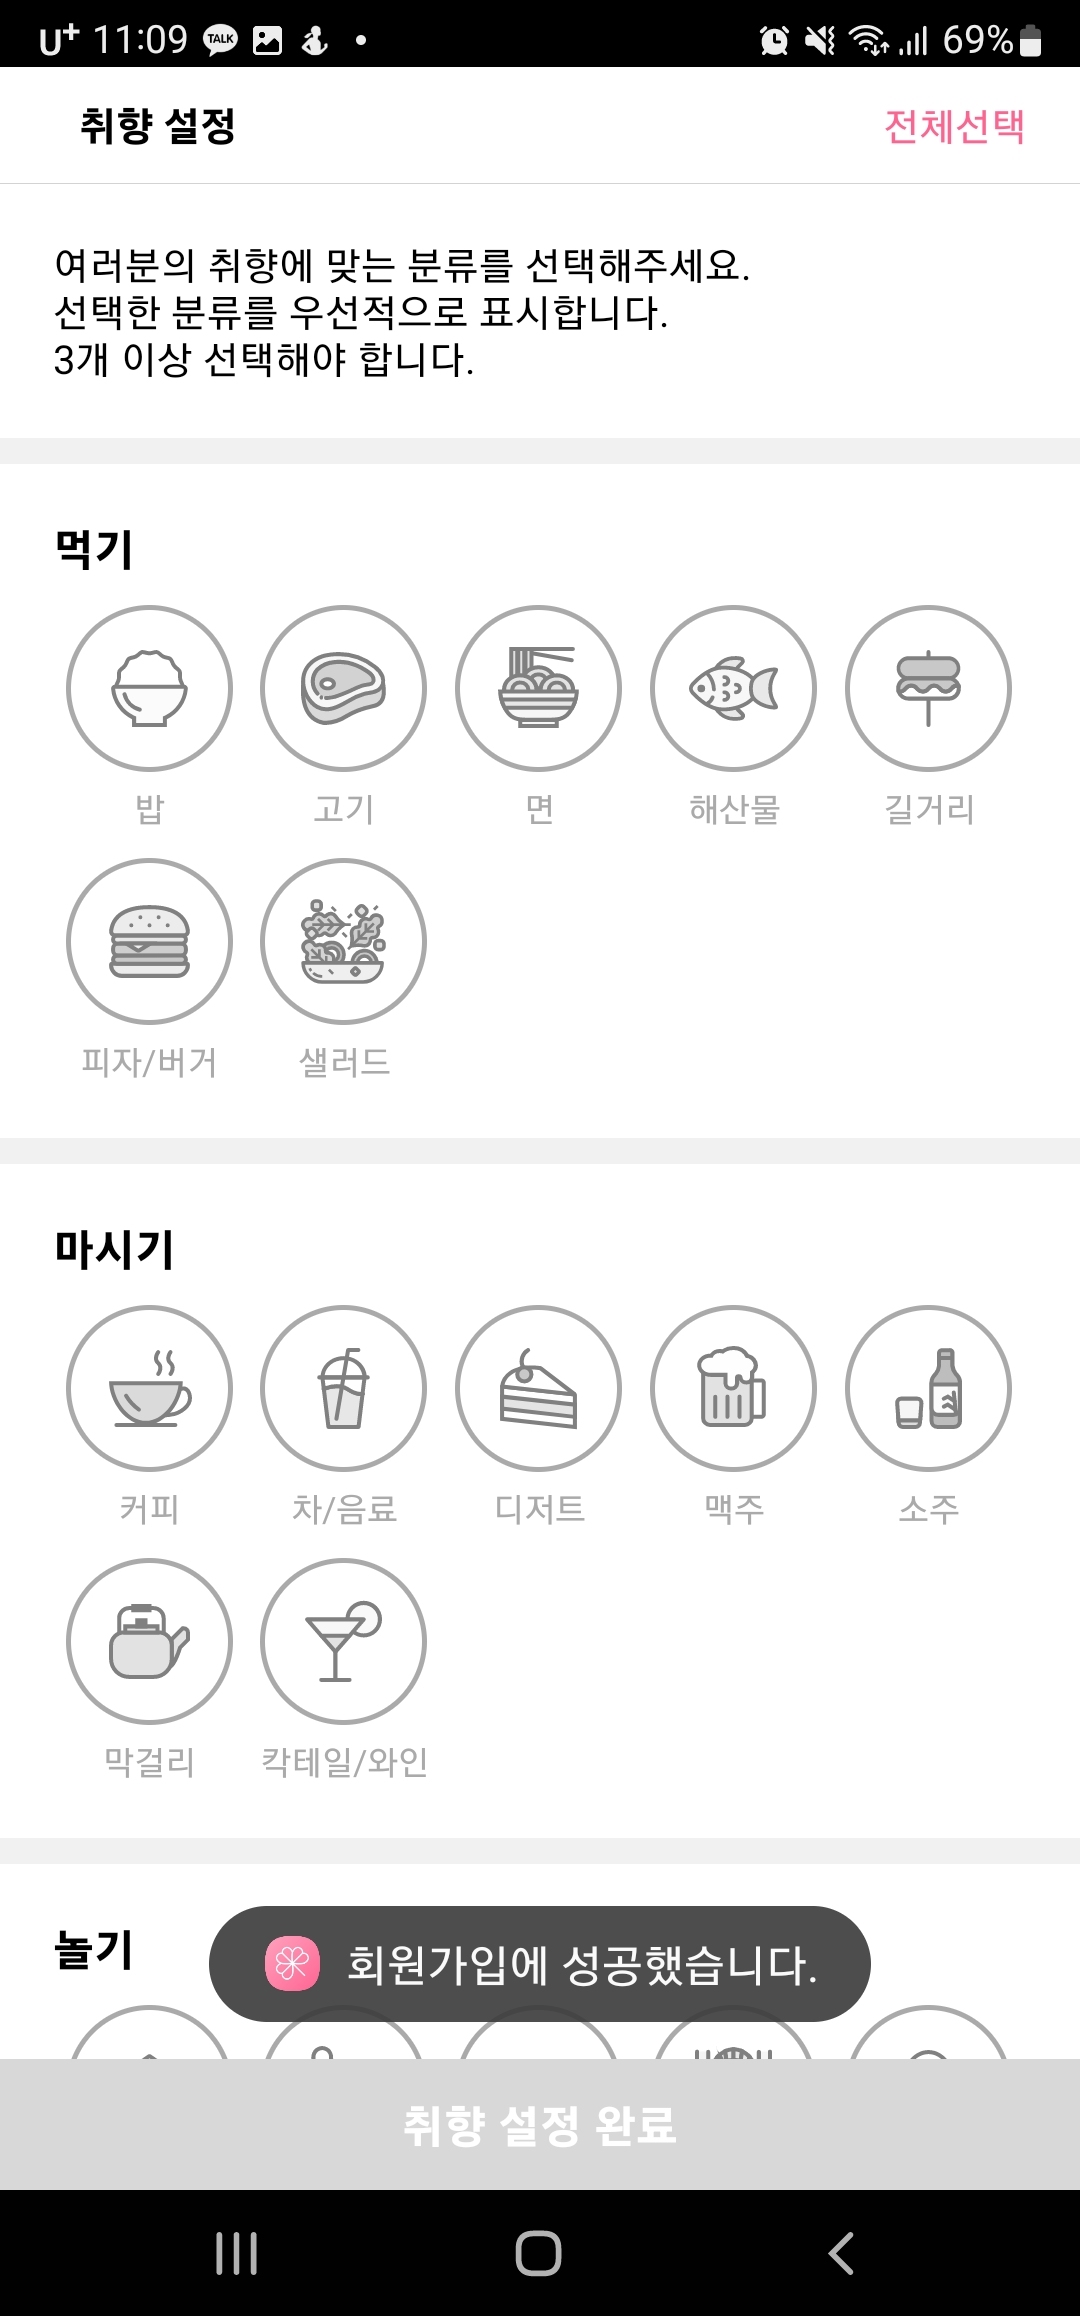 U+ 11:09 TALK 69%
취향 설정
전체선택
여러분의 취향에 맞는 분류를 선택해주세요.
선택한 분류를 우선적으로 표시합니다.
3개 이상 선택해야 합니다.
먹기
밥 고기 면 해산물 길거리
피자/버거 샐러드
마시기
커피 차/음료 디저트 맥주 소주
막걸리 칵테일/와인
놀기
회원가입에 성공했습니다.
취향 설정 완료